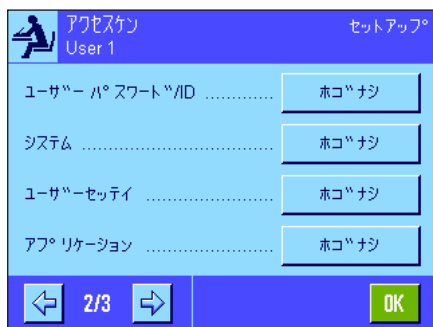 アクセスケン セットアップ
User 1
ユーザー パスワード/ID ............ ホゴナシ
システム ................................ ホゴナシ
ユーザーセッテイ ..................... ホゴナシ
アプリケーション ...................... ホゴナシ
2/3 OK